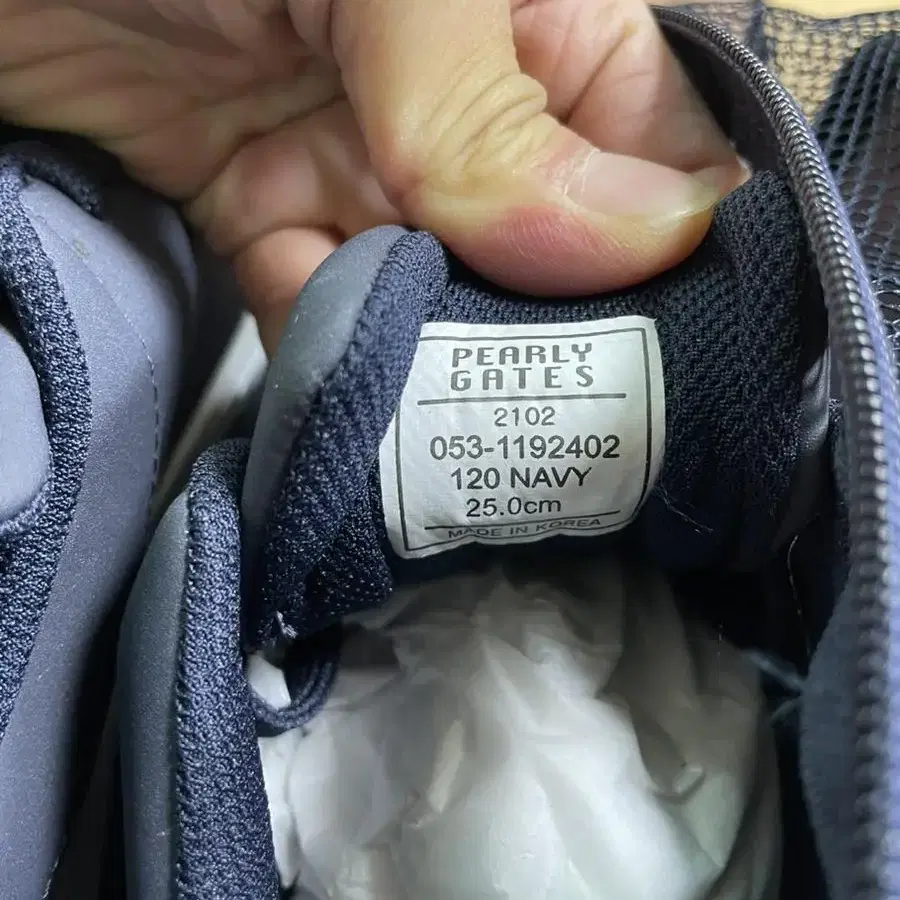 PEARLY
GATES
2102
053-1192402
120 NAVY
25.0cm
MADE IN KOREA